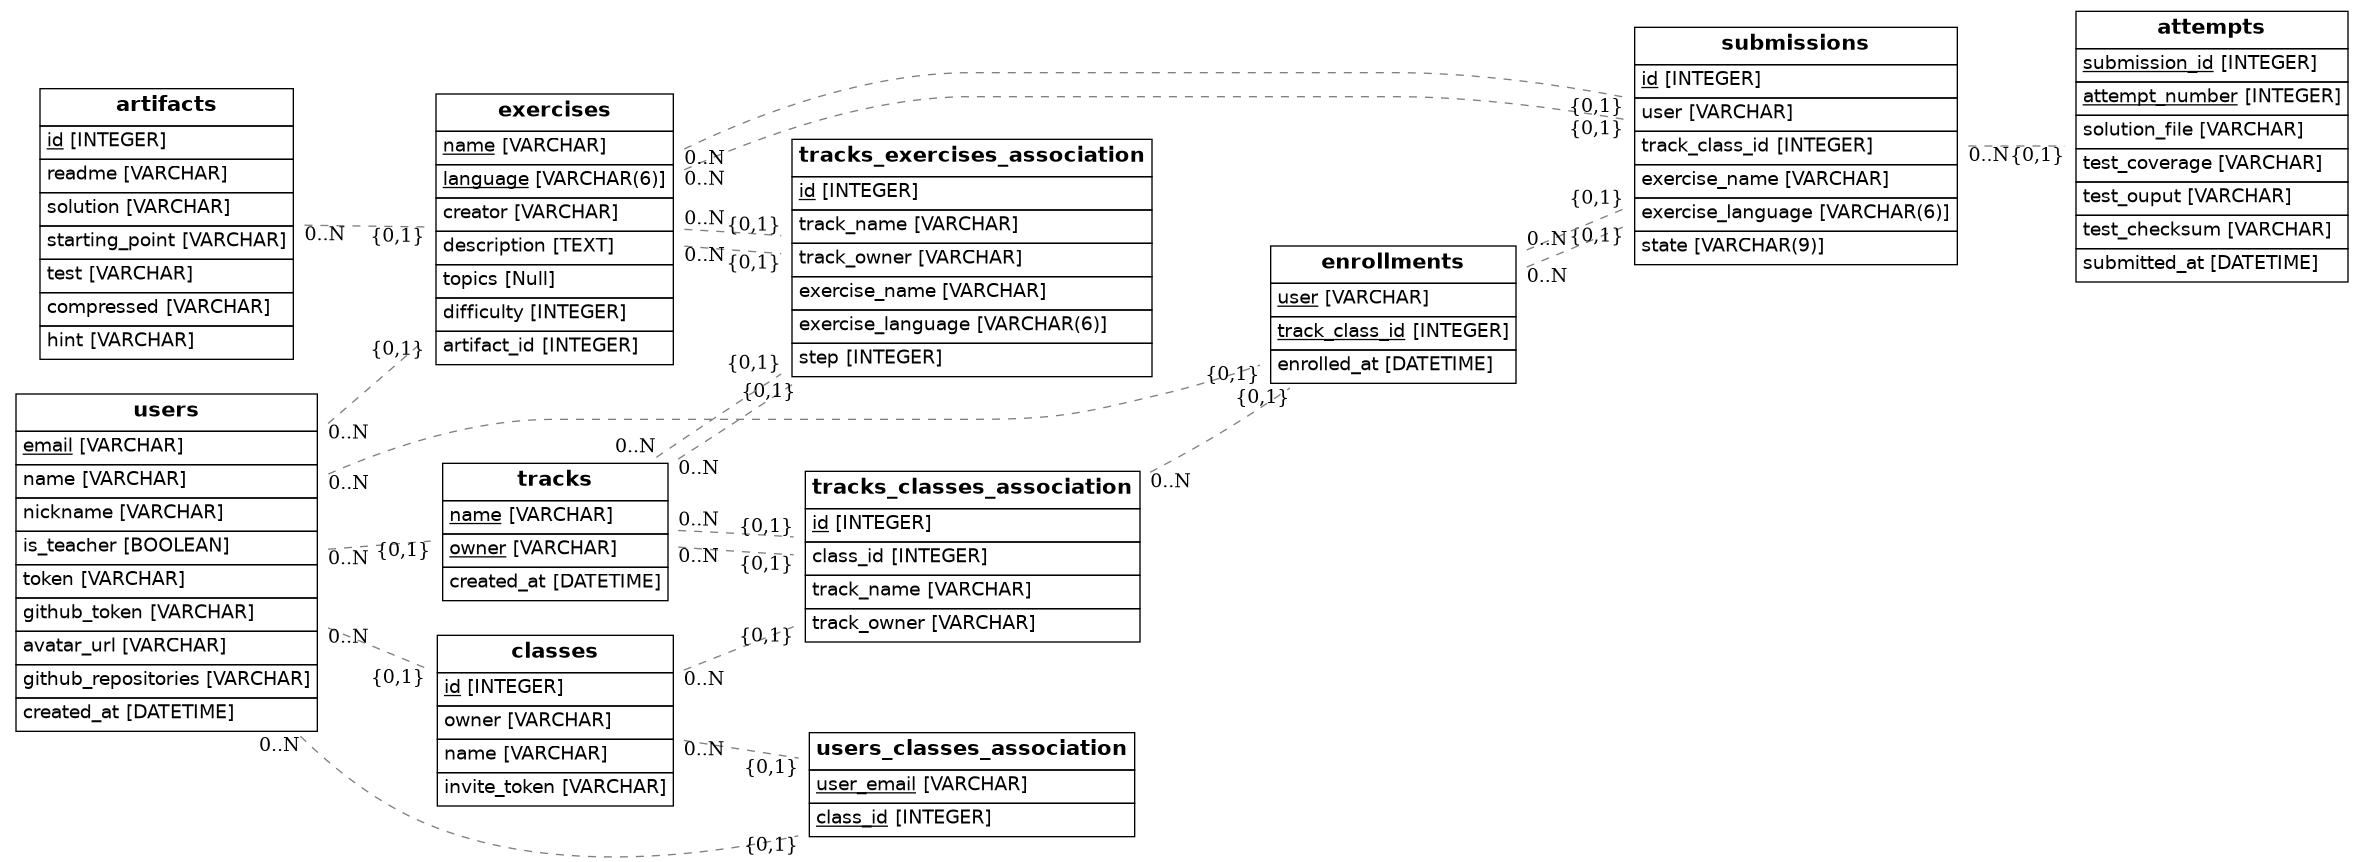 artifacts
id [INTEGER]
readme [VARCHAR]
solution [VARCHAR]
starting_point [VARCHAR]
test [VARCHAR]
compressed [VARCHAR]
hint [VARCHAR]
users
email [VARCHAR]
name [VARCHAR]
nickname [VARCHAR]
is_teacher [BOOLEAN]
token [VARCHAR]
github_token [VARCHAR]
avatar_url [VARCHAR]
github_repositories [VARCHAR]
created_at [DATETIME]
0..N {0,1}
{0,1}
0..N
0..N
0..N {0,1}
0..N
{0,1}
0..N
exercises
name [VARCHAR]
language [VARCHAR(6)]
creator [VARCHAR]
description [TEXT]
topics [Null]
difficulty [INTEGER]
artifact_id [INTEGER]
tracks
name [VARCHAR]
owner [VARCHAR]
created_at [DATETIME]
classes
id [INTEGER]
owner [VARCHAR]
name [VARCHAR]
invite_token [VARCHAR]
0..N
0..N
0..N {0,1}
0..N {0,1}
{0,1}
{0,1}
0..N
0..N
0..N {0,1}
0..N {0,1}
{0,1}
0..N
0..N {0,1}
{0,1}
tracks_exercises_association
id [INTEGER]
track_name [VARCHAR]
track_owner [VARCHAR]
exercise_name [VARCHAR]
exercise_language [VARCHAR(6)]
step [INTEGER]
tracks_classes_association
id [INTEGER]
class_id [INTEGER]
track_name [VARCHAR]
track_owner [VARCHAR]
users_classes_association
user_email [VARCHAR]
class_id [INTEGER]
{0,1}
{0,1}
0..N
enrollments
user [VARCHAR]
track_class_id [INTEGER]
enrolled_at [DATETIME]
{0,1}
{0,1}
{0,1}
0..N {0,1}
0..N
submissions
id [INTEGER]
user [VARCHAR]
track_class_id [INTEGER]
exercise_name [VARCHAR]
exercise_language [VARCHAR(6)]
state [VARCHAR(9)]
0..N {0,1}
attempts
submission_id [INTEGER]
attempt_number [INTEGER]
solution_file [VARCHAR]
test_coverage [VARCHAR]
test_ouput [VARCHAR]
test_checksum [VARCHAR]
submitted_at [DATETIME]